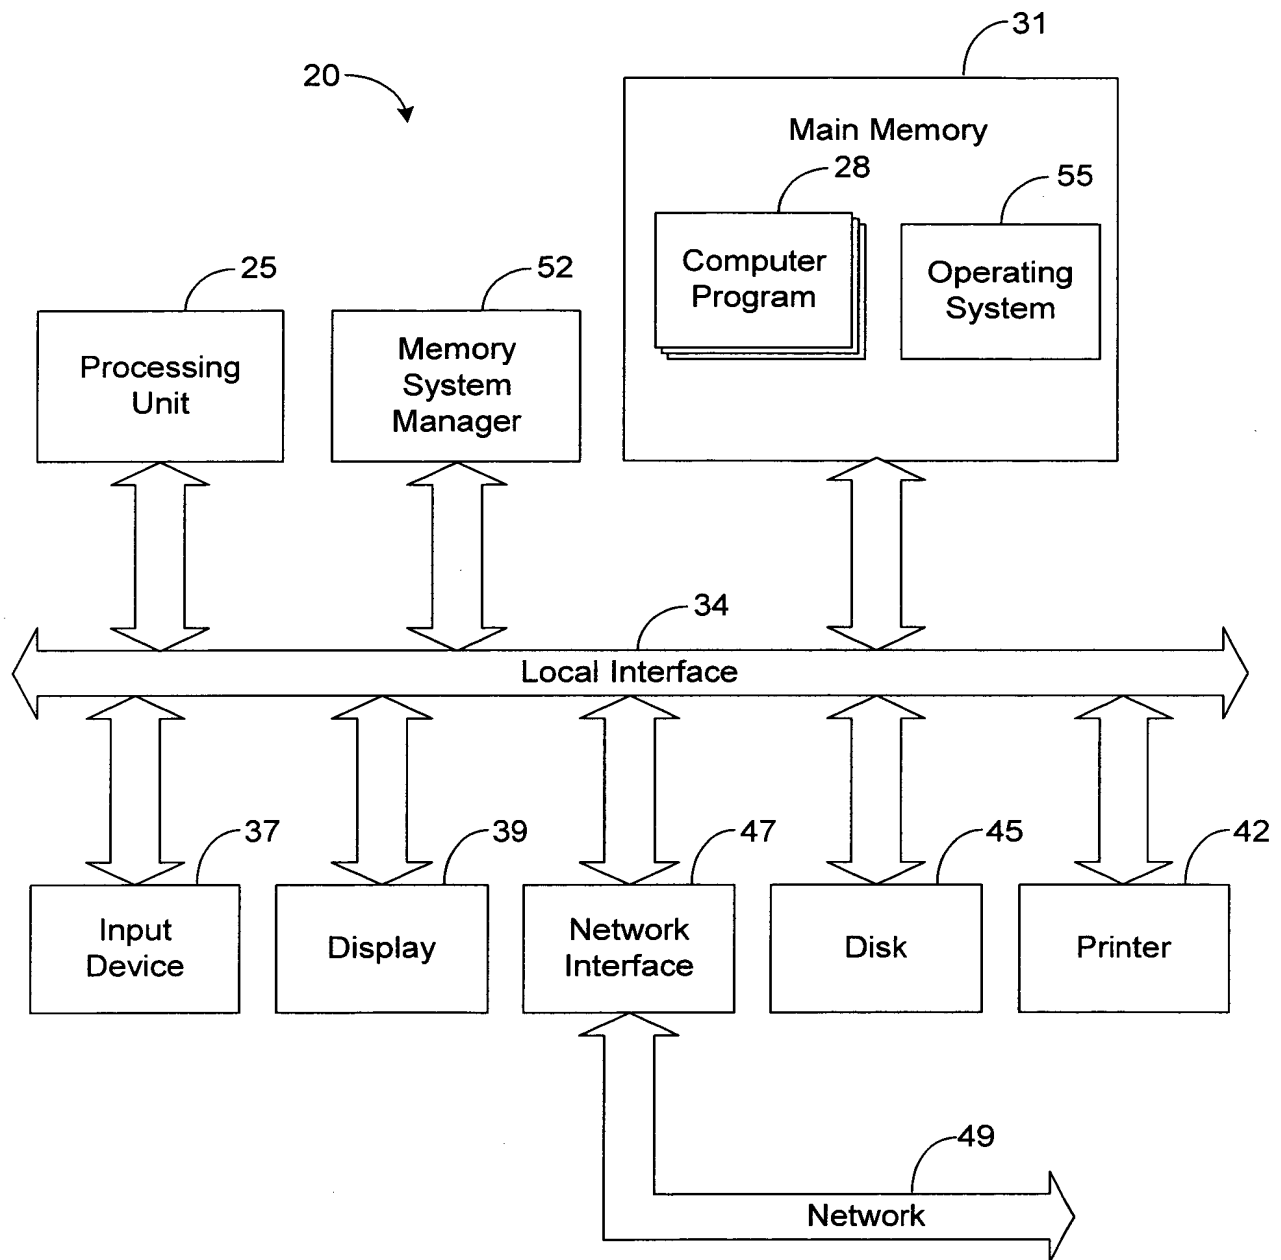 31
20
Main Memory
28
55
Computer
Program
Operating
System
25
52
Processing
Unit
Memory
System
Manager
34
Local Interface
37
39
47
45
42
Input
Device
Display
Network
Interface
Disk
Printer
49
Network